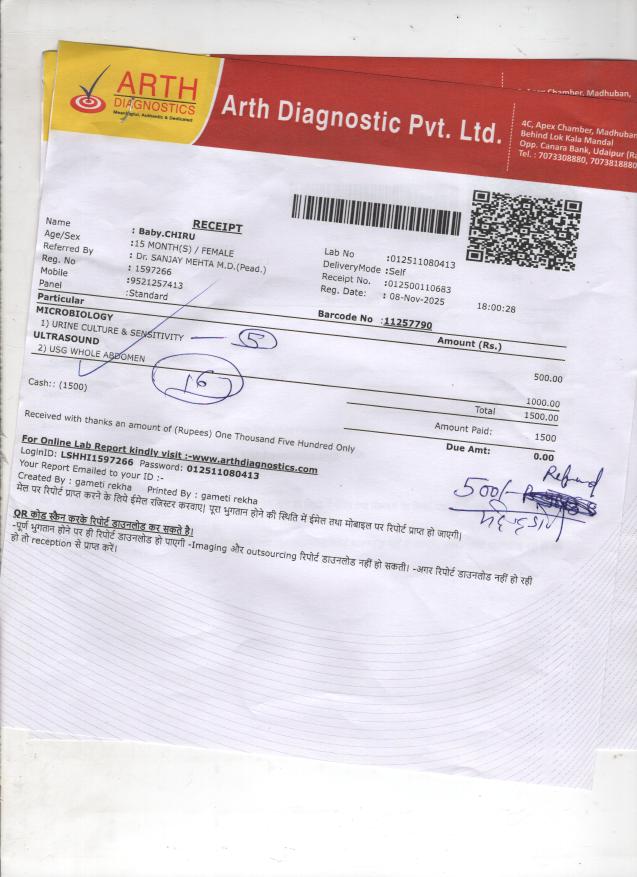 Apex Chamber, Madhuban,
ARTH
DIAGNOSTICS
Meaningful, Authentic & Dedicated
Arth Diagnostic Pvt. Ltd.
4C, Apex Chamber, Madhuban
Behind Lok Kala Mandal
Opp. Canara Bank, Udaipur (Ra
Tel. : 7073308880, 7073818880
RECEIPT
Name : Baby.CHIRU
Age/Sex :15 MONTH(S) / FEMALE
Referred By : Dr. SANJAY MEHTA M.D.(Pead.)
Reg. No : 1597266
Mobile :9521257413
Panel :Standard
Lab No :012511080413
DeliveryMode :Self
Receipt No. :012500110683
Reg. Date: : 08-Nov-2025 18:00:28
Barcode No :11257790
Particular Amount (Rs.)
MICROBIOLOGY
1) URINE CULTURE & SENSITIVITY — 5 500.00
ULTRASOUND
2) USG WHOLE ABDOMEN 1000.00
16
Total 1500.00
Cash:: (1500)
Amount Paid: 1500
Received with thanks an amount of (Rupees) One Thousand Five Hundred Only
Due Amt: 0.00
For Online Lab Report kindly visit :-www.arthdiagnostics.com
LoginID: LSHHI1597266 Password: 012511080413
Your Report Emailed to your ID :-
Created By : gameti rekha Printed By : gameti rekha
Refund
500/-
मेल पर रिपोर्ट प्राप्त करने के लिये ईमेल रजिस्टर करवाए| पूरा भुगतान होने की स्थिति में ईमेल तथा मोबाइल पर रिपोर्ट प्राप्त हो जाएगी|
QR कोड स्कैन करके रिपोर्ट डाउनलोड कर सकते है|
-पूर्ण भुगतान होने पर ही रिपोर्ट डाउनलोड हो पाएगी -Imaging और outsourcing रिपोर्ट डाउनलोड नहीं हो सकती| -अगर रिपोर्ट डाउनलोड नहीं हो रही
हो तो reception से प्राप्त करें|